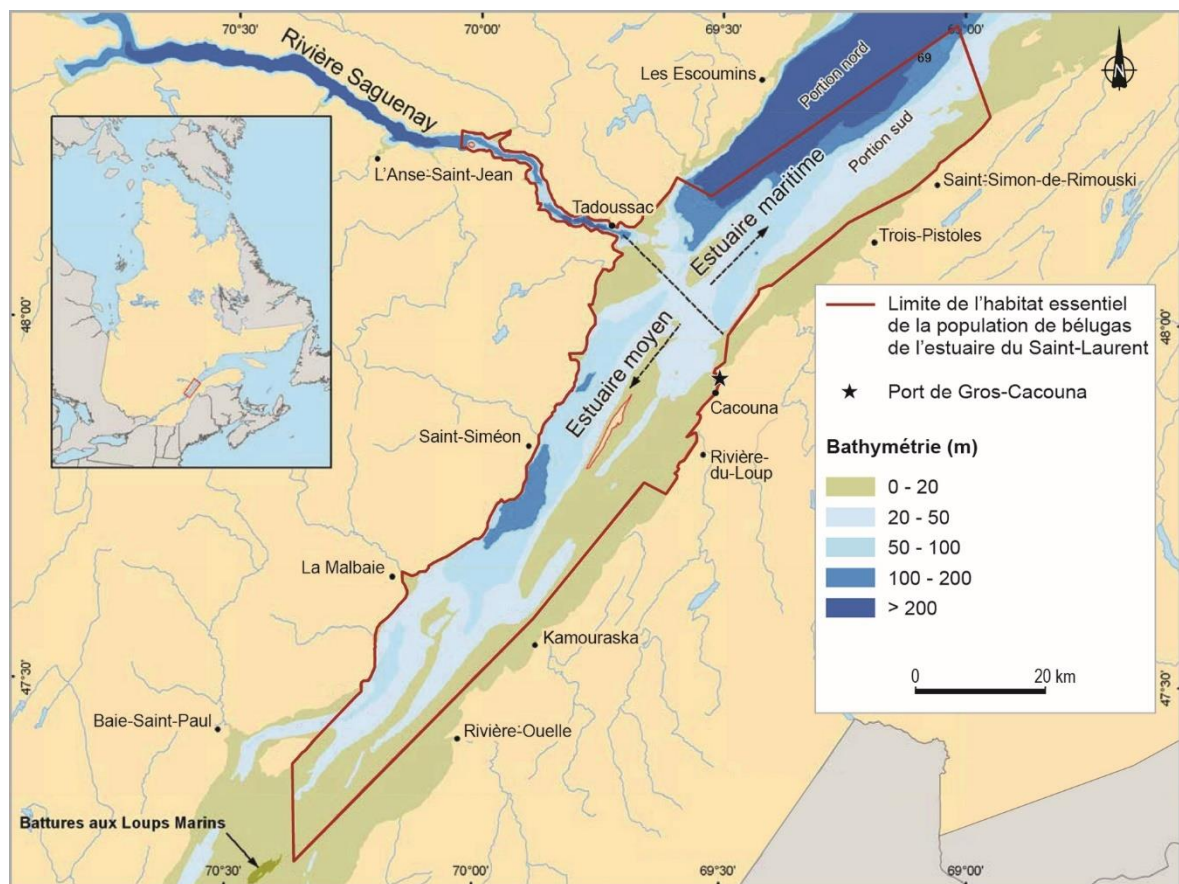 70°30'
70°00'
69°30'
69°00'
N
Rivière Saguenay
Les Escoumins
Portion nord
69
Portion sud
L'Anse-Saint-Jean
Tadoussac
Estuaire maritime
Saint-Simon-de-Rimouski
Trois-Pistoles
48°00'
48°00'
Estuaire moyen
Cacouna
Saint-Siméon
Rivière-
du-Loup
La Malbaie
Kamouraska
47°30'
47°30'
Baie-Saint-Paul
Rivière-Ouelle
Battures aux Loups Marins
70°30'
70°00'
69°30'
69°00'
Limite de l'habitat essentiel
de la population de bélugas
de l'estuaire du Saint-Laurent
Port de Gros-Cacouna
Bathymétrie (m)
0 - 20
20 - 50
50 - 100
100 - 200
> 200
0 20 km